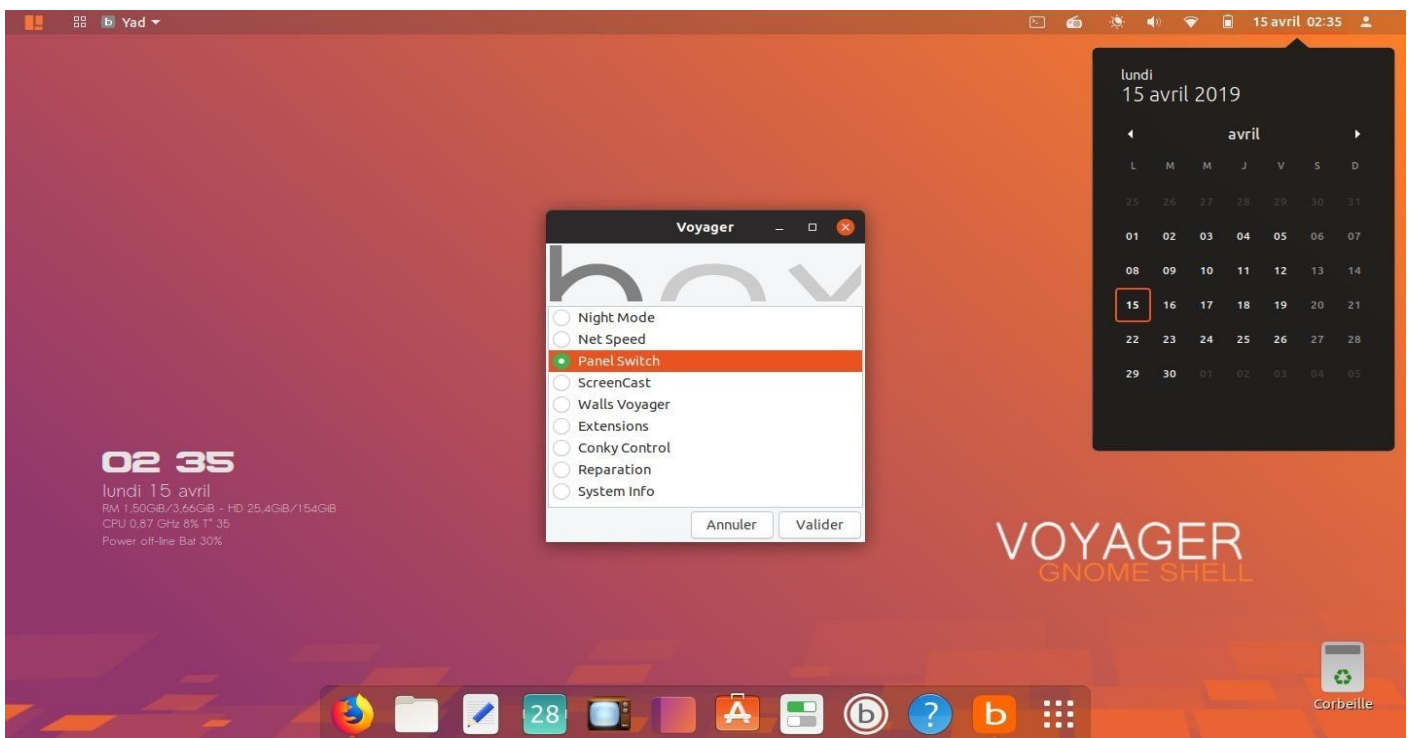 Yad
15 avril 02:35
lundi
15 avril 2019
avril
L M M J V S D
25 26 27 28 29 30 31
01 02 03 04 05 06 07
08 09 10 11 12 13 14
15 16 17 18 19 20 21
22 23 24 25 26 27 28
29 30 01 02 03 04 05
Voyager
Night Mode
Net Speed
Panel Switch
ScreenCast
Walls Voyager
Extensions
Conky Control
Reparation
System Info
Annuler Valider
02 35
lundi 15 avril
RM 1,50GiB/3,66GiB - HD 25,4GiB/154GiB
CPU 0,87 GHz 8% T° 35
Power off-line Bat 30%
VOYAGER
GNOME SHELL
Corbeille
28
b
?
b